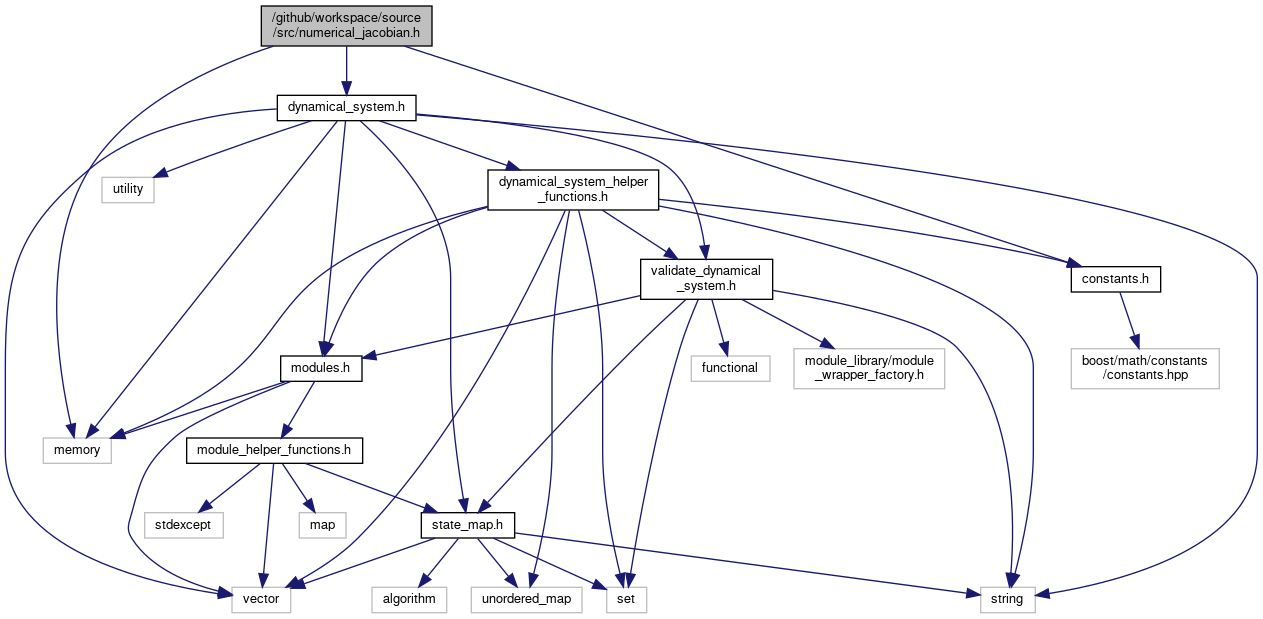 /github/workspace/source
/src/numerical_jacobian.h
dynamical_system.h
utility
dynamical_system_helper
_functions.h
validate_dynamical
_system.h
constants.h
modules.h
functional
module_library/module
_wrapper_factory.h
boost/math/constants
/constants.hpp
memory
module_helper_functions.h
stdexcept
map
state_map.h
vector
algorithm
unordered_map
set
string